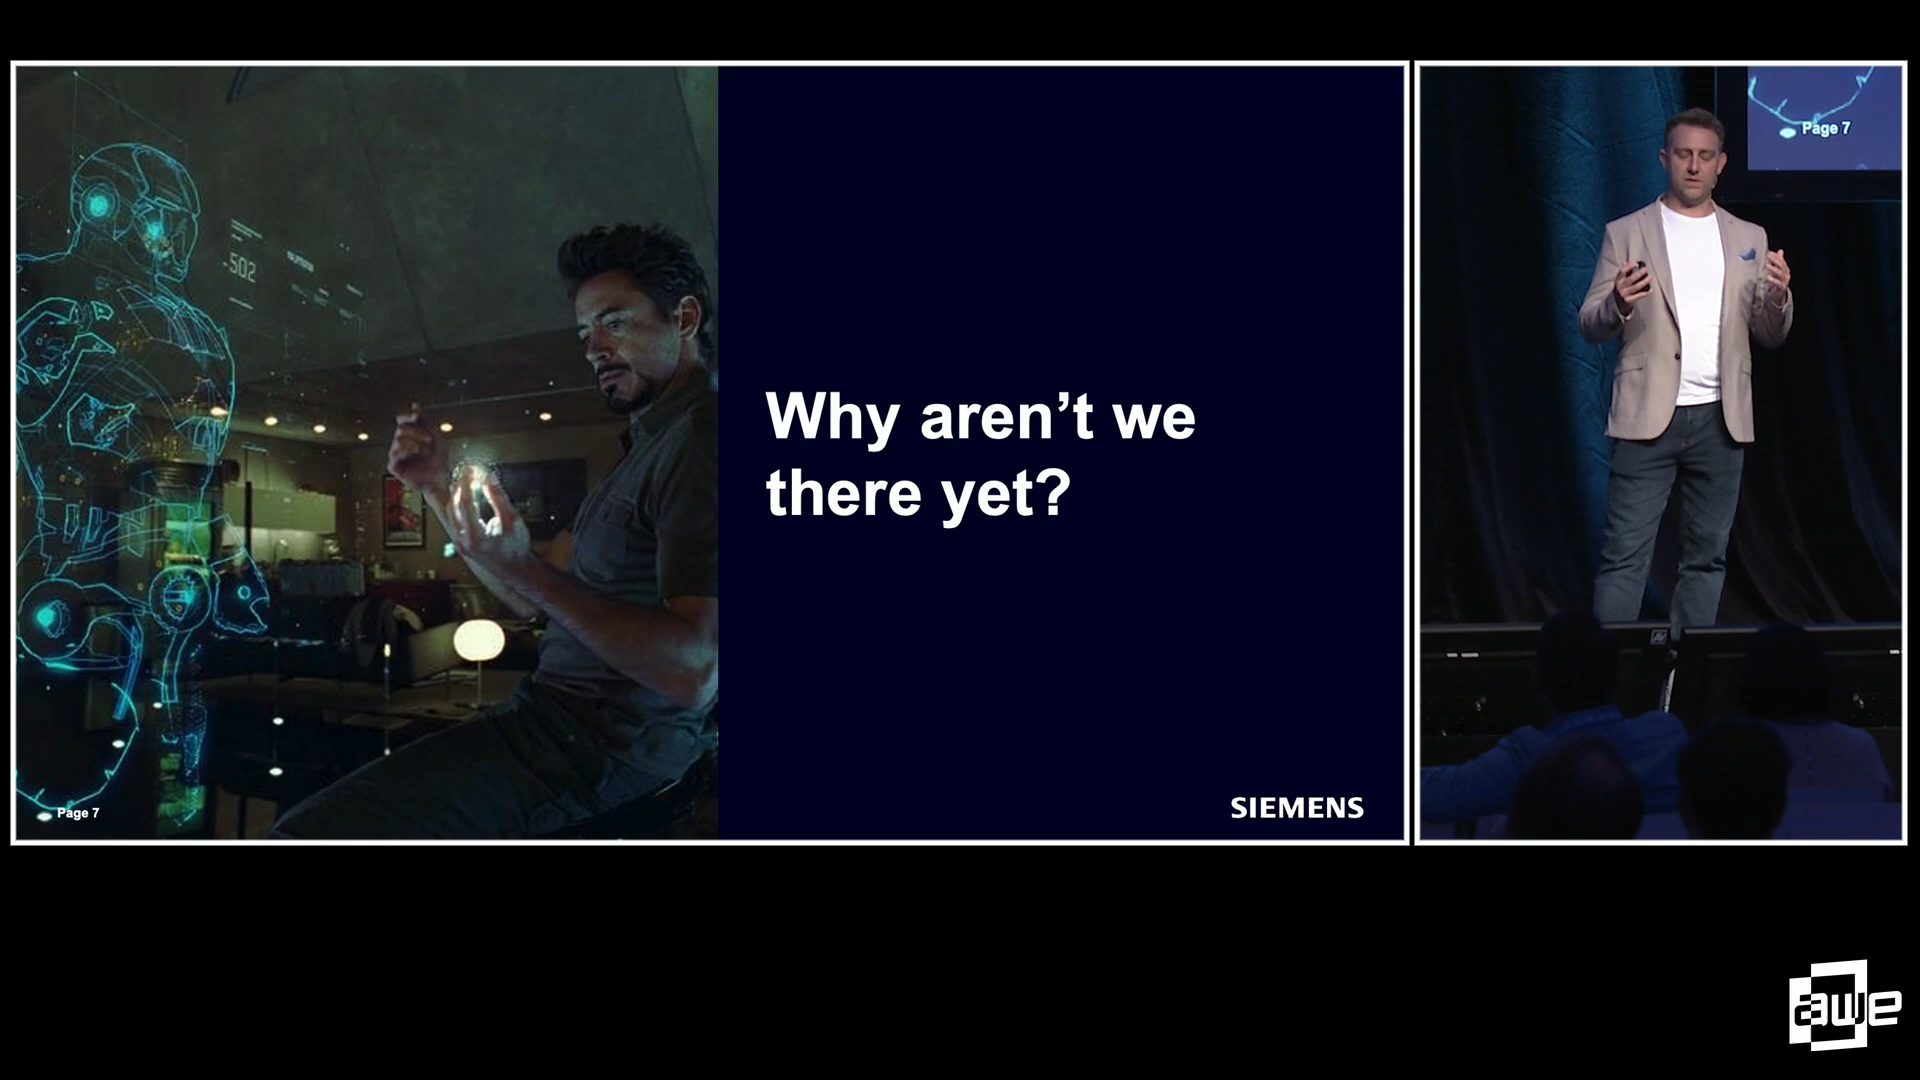 502
Page 7
Why aren’t we
there yet?
SIEMENS
Page 7
awe